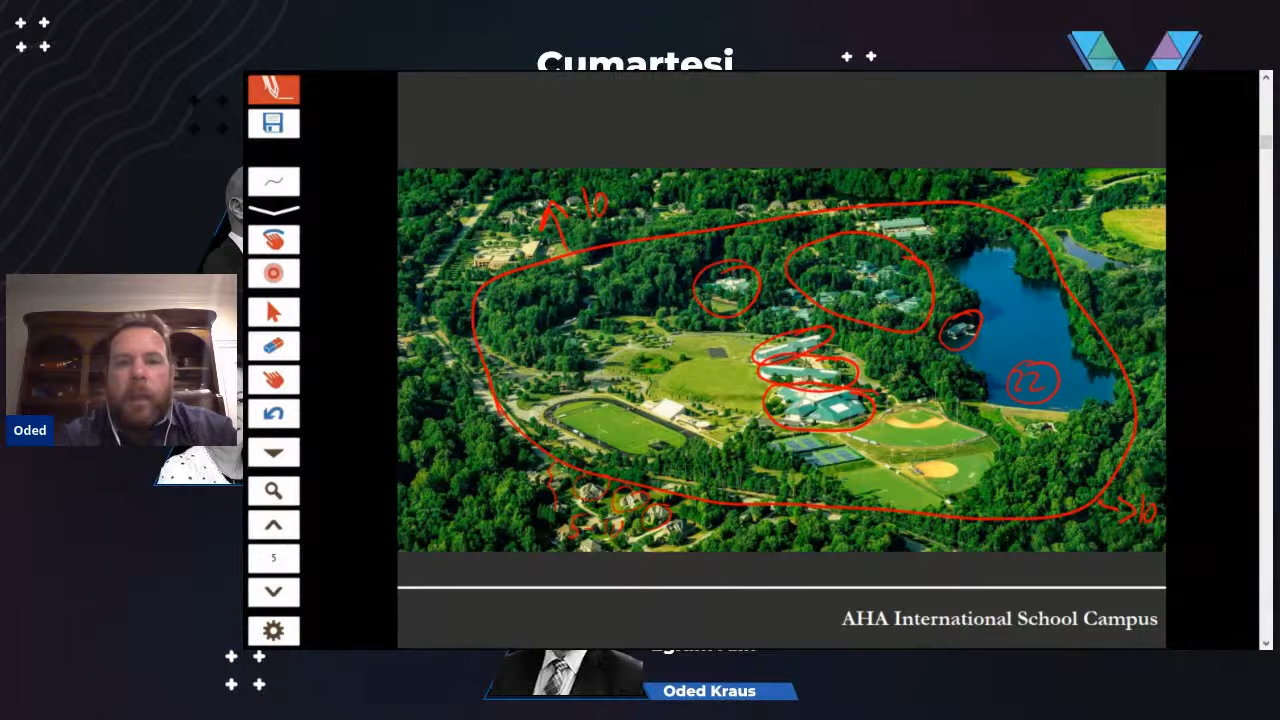 Cumartesi
10
22
Oded
5
10
AHA International School Campus
Oded Kraus